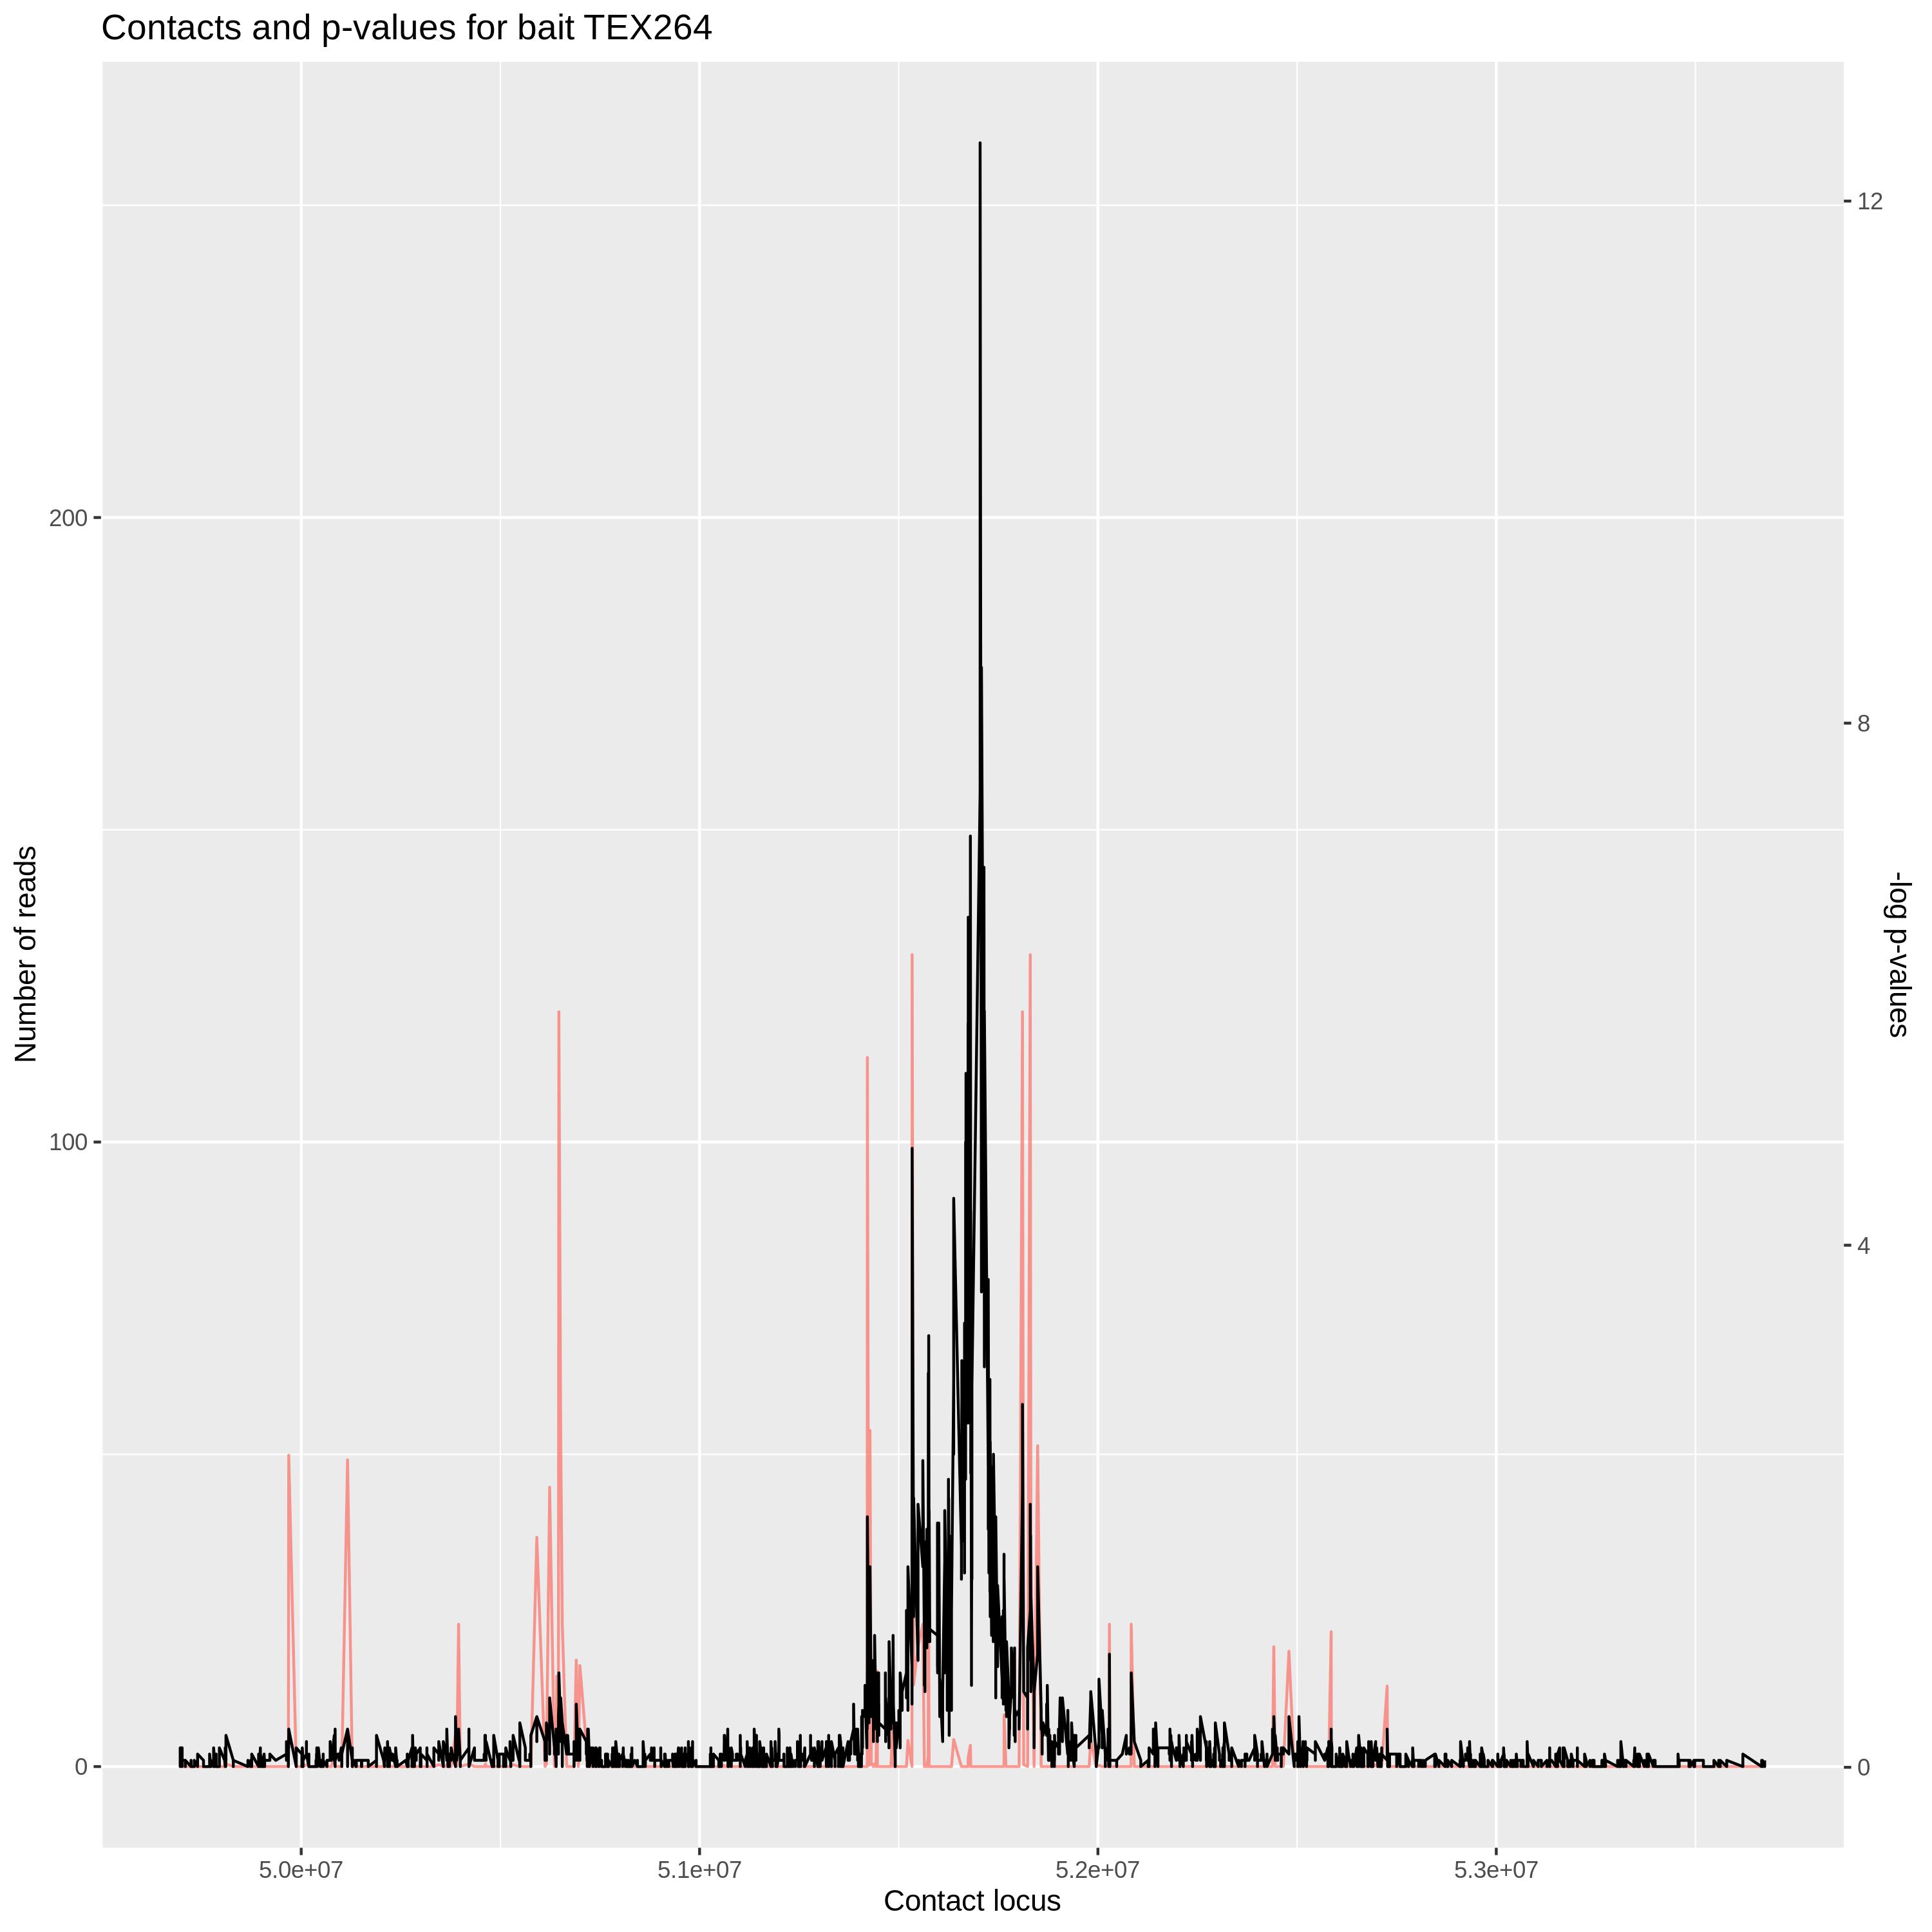 Contacts and p-values for bait TEX264
12
200
8
Number of reads
-log p-values
100
4
0
0
5.0e+07
5.1e+07
5.2e+07
5.3e+07
Contact locus